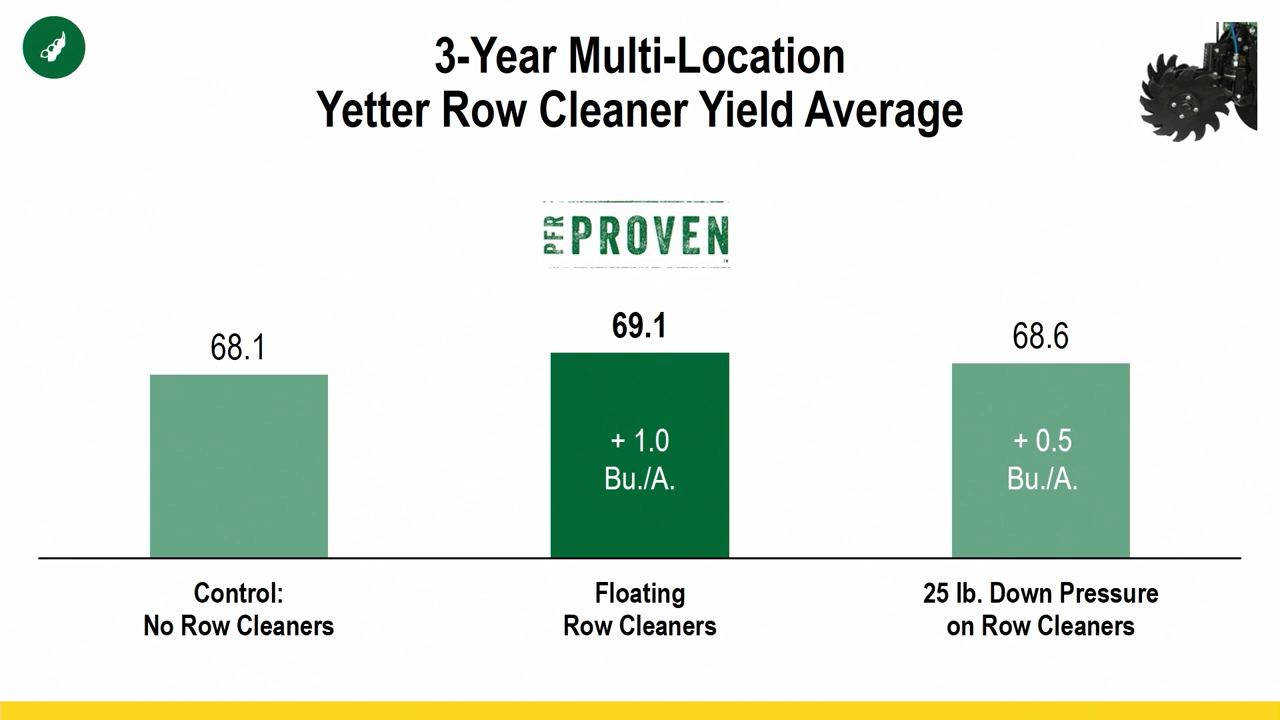 3-Year Multi-Location
Yetter Row Cleaner Yield Average
PFR PROVEN
68.1
69.1
68.6
+ 1.0
Bu./A.
+ 0.5
Bu./A.
Control:
No Row Cleaners
Floating
Row Cleaners
25 lb. Down Pressure
on Row Cleaners